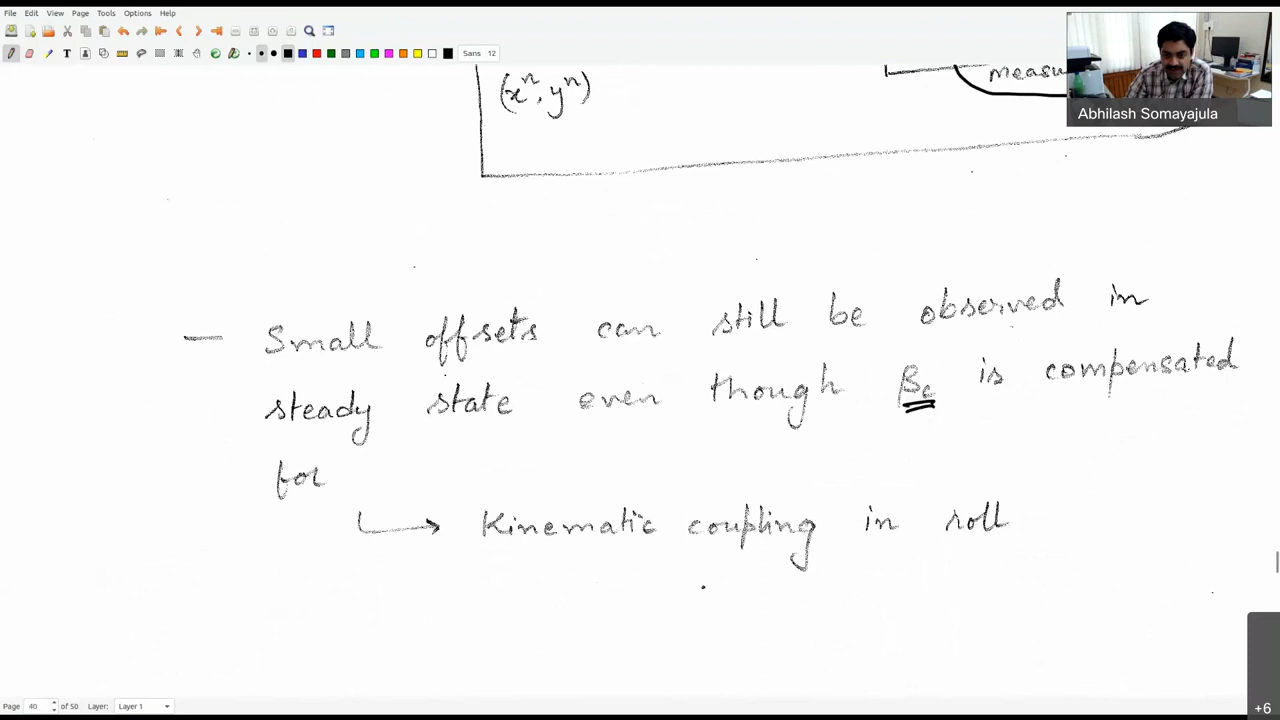 File Edit View Page Tools Options Help
Sans 12
(xⁿ, yⁿ)
measu
Abhilash Somayajula
— Small offsets can still be observed in
steady state even though βc is compensated
for
↳ Kinematic coupling in roll
Page 40 of 50 Layer: Layer 1
+6